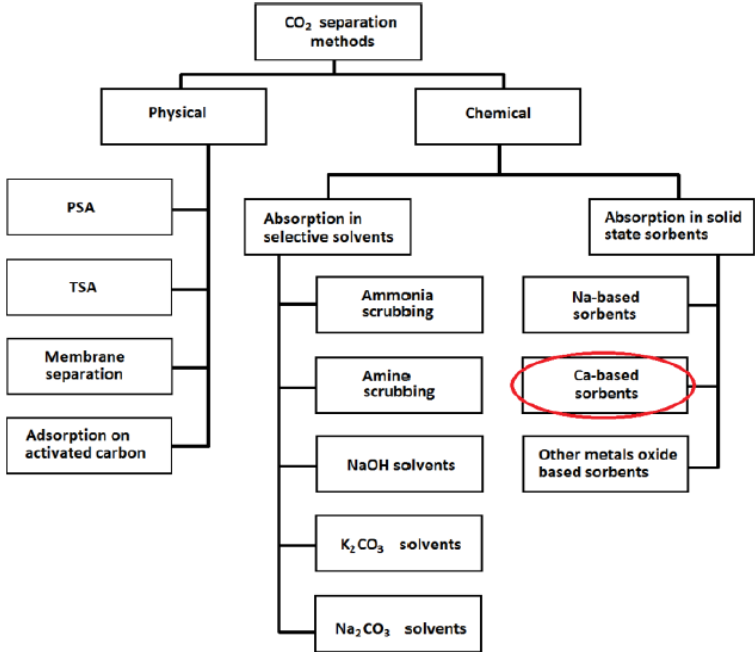 CO₂ separation
methods
Physical
Chemical
PSA
TSA
Membrane
separation
Adsorption on
activated carbon
Absorption in
selective solvents
Ammonia
scrubbing
Amine
scrubbing
NaOH solvents
K₂CO₃ solvents
Na₂CO₃ solvents
Absorption in solid
state sorbents
Na-based
sorbents
Ca-based
sorbents
Other metals oxide
based sorbents